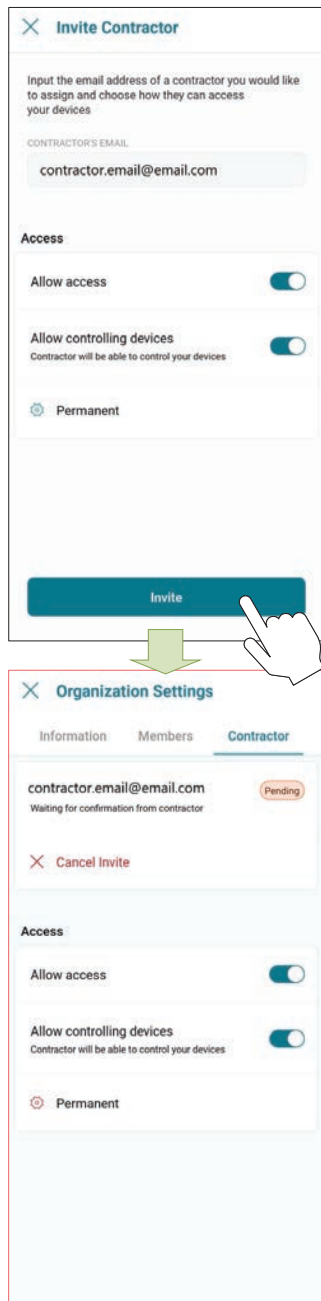 Invite Contractor
Input the email address of a contractor you would like
to assign and choose how they can access
your devices
CONTRACTOR'S EMAIL
contractor.email@email.com
Access
Allow access
Allow controlling devices
Contractor will be able to control your devices
Permanent
Invite
Organization Settings
Information Members Contractor
contractor.email@email.com Pending
Waiting for confirmation from contractor
Cancel Invite
Access
Allow access
Allow controlling devices
Contractor will be able to control your devices
Permanent